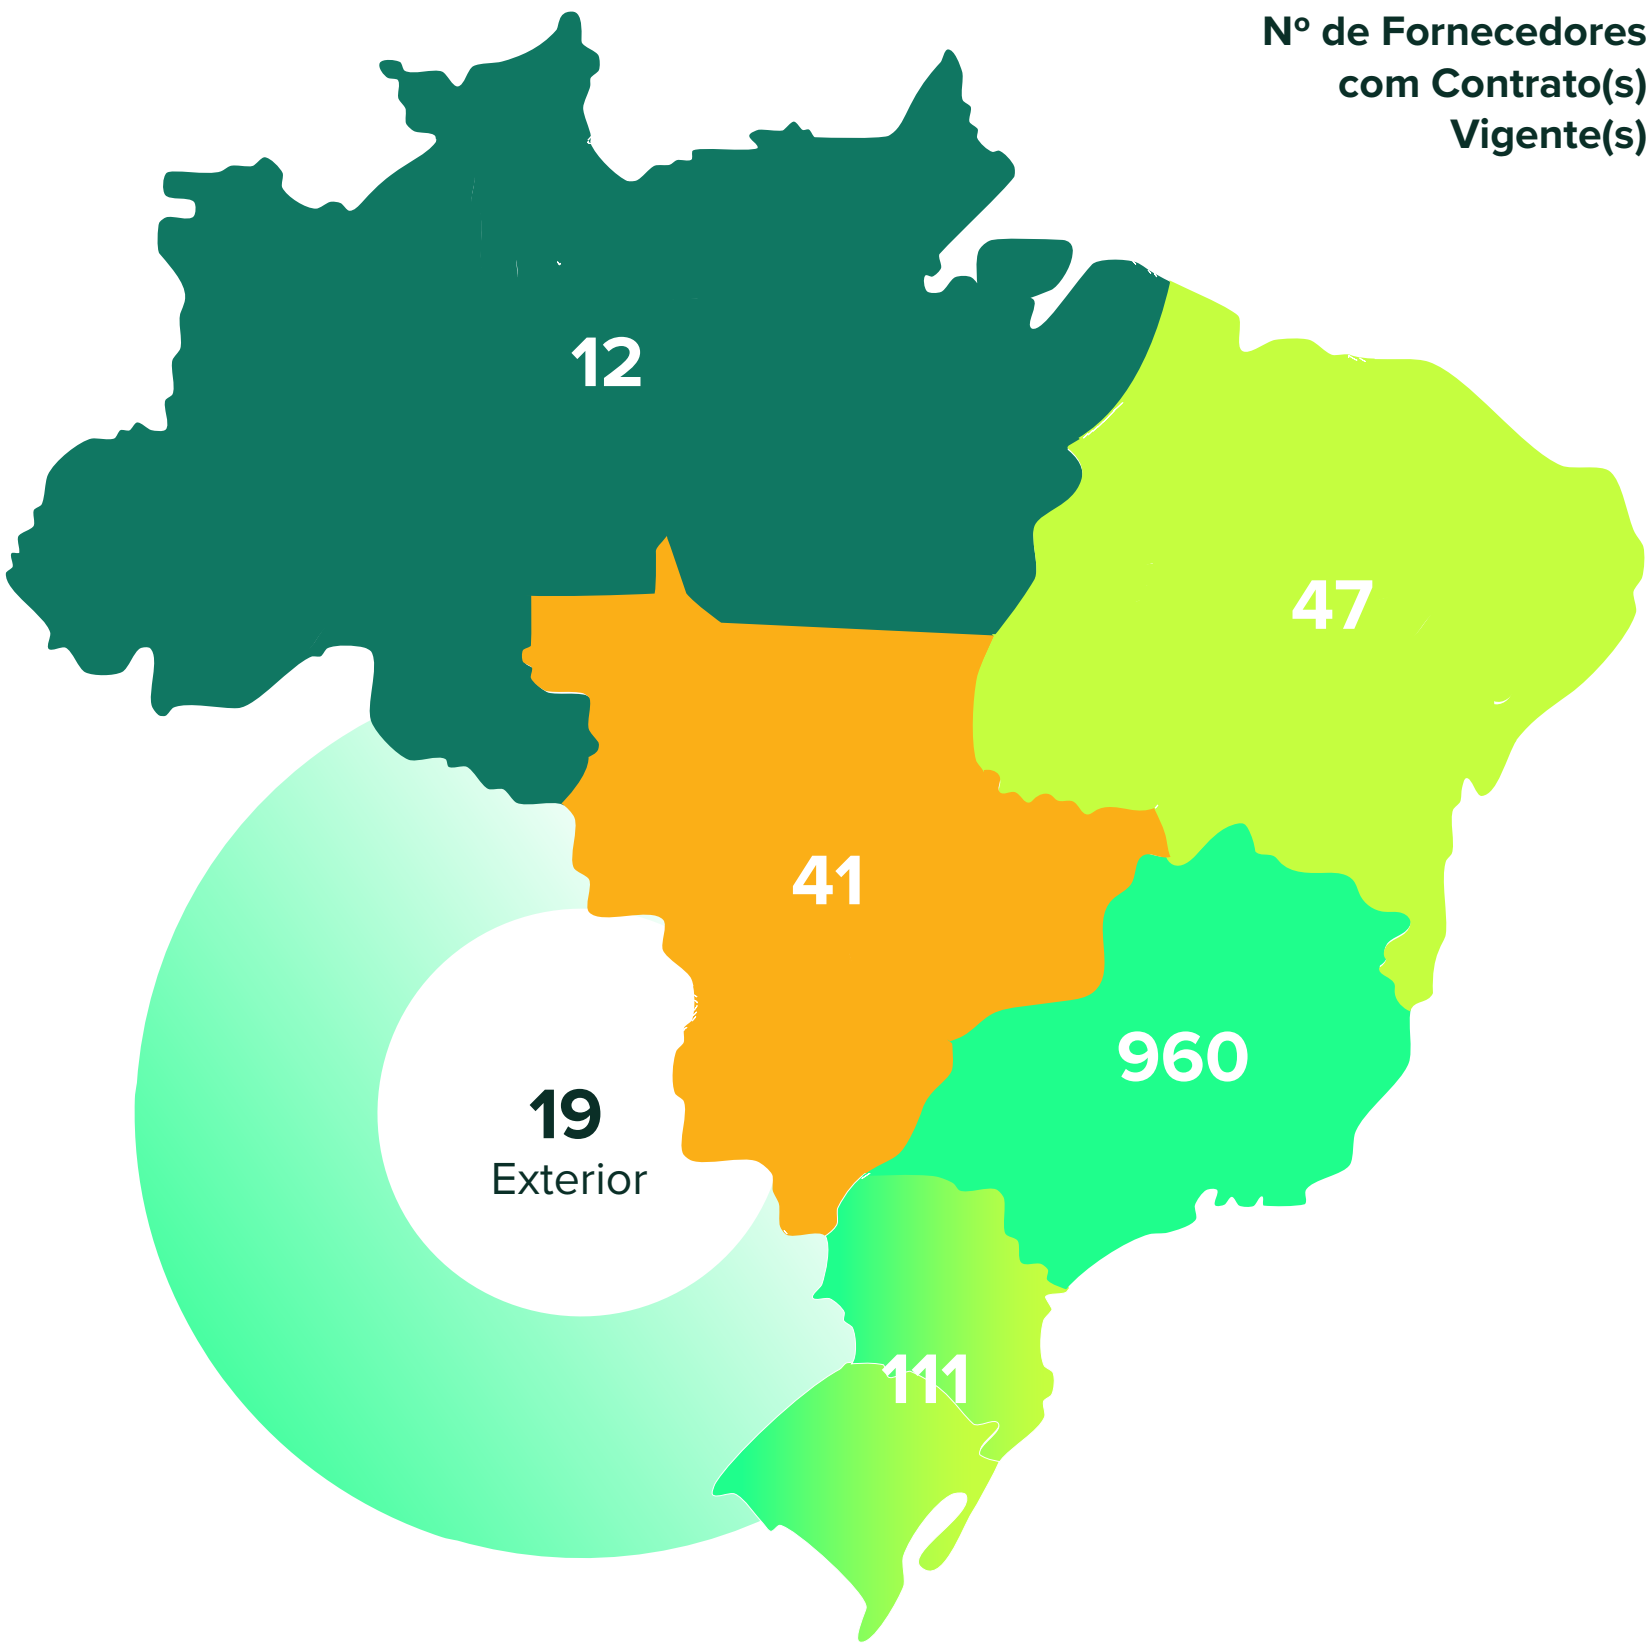 Nº de Fornecedores
com Contrato(s)
Vigente(s)
12
47
41
960
19
Exterior
111